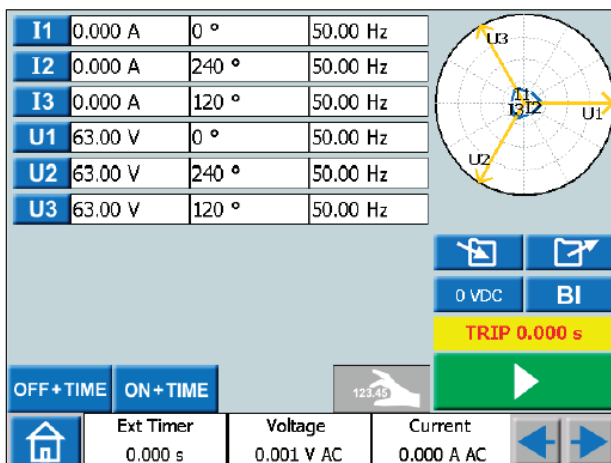 I1 0.000 A 0 ° 50.00 Hz
I2 0.000 A 240 ° 50.00 Hz
I3 0.000 A 120 ° 50.00 Hz
U1 63.00 V 0 ° 50.00 Hz
U2 63.00 V 240 ° 50.00 Hz
U3 63.00 V 120 ° 50.00 Hz
U3
I1
I3 I2
U1
U2
0 VDC BI
TRIP 0.000 s
OFF+TIME ON+TIME 123.45
Ext Timer Voltage Current
0.000 s 0.001 V AC 0.000 A AC